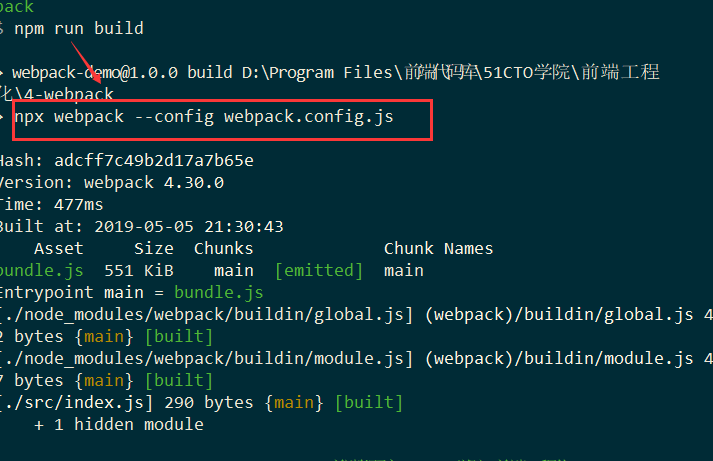 pack
$ npm run build
> webpack-demo@1.0.0 build D:\Program Files\前端代码库\51CTO学院\前端工程
化\4-webpack
> npx webpack --config webpack.config.js
Hash: adcff7c49b2d17a7b65e
Version: webpack 4.30.0
Time: 477ms
Built at: 2019-05-05 21:30:43
Asset Size Chunks Chunk Names
bundle.js 551 KiB main [emitted] main
Entrypoint main = bundle.js
[./node_modules/webpack/buildin/global.js] (webpack)/buildin/global.js 4
2 bytes {main} [built]
[./node_modules/webpack/buildin/module.js] (webpack)/buildin/module.js 4
7 bytes {main} [built]
[./src/index.js] 290 bytes {main} [built]
+ 1 hidden module